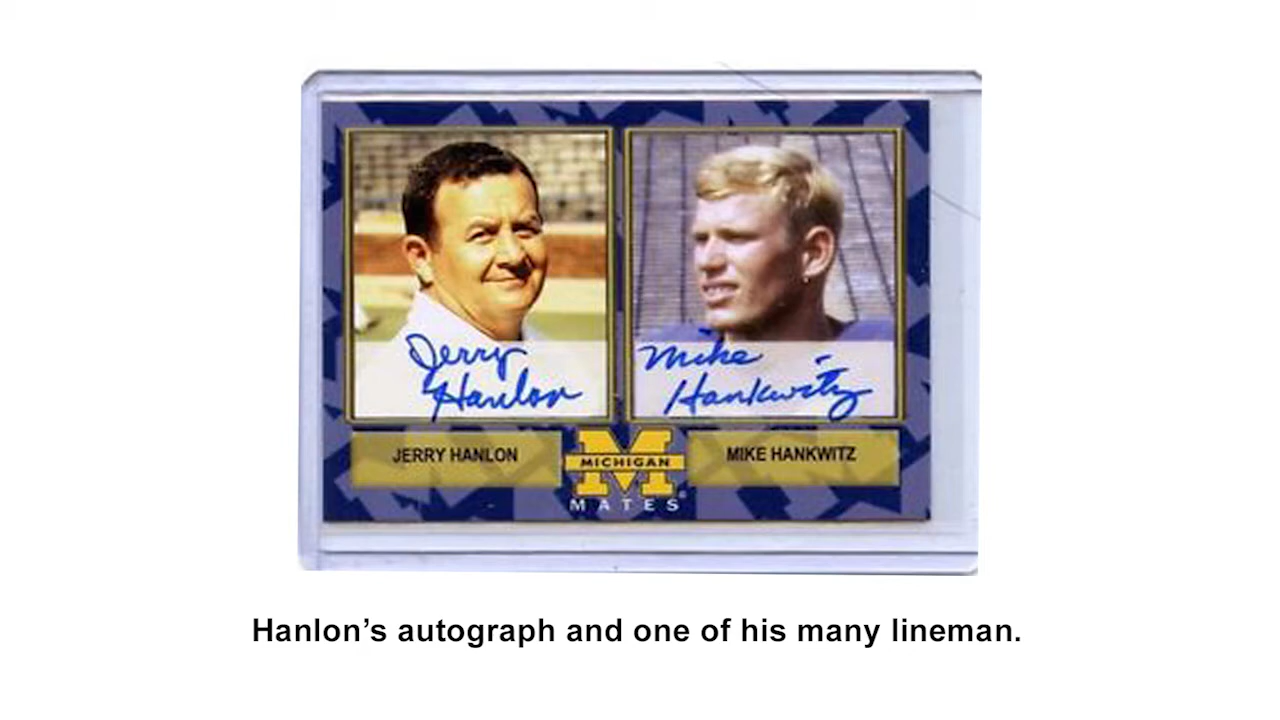 Jerry
Hanlon
Mike
Hankwitz
JERRY HANLON
MIKE HANKWITZ
MICHIGAN
MATES®
Hanlon’s autograph and one of his many lineman.